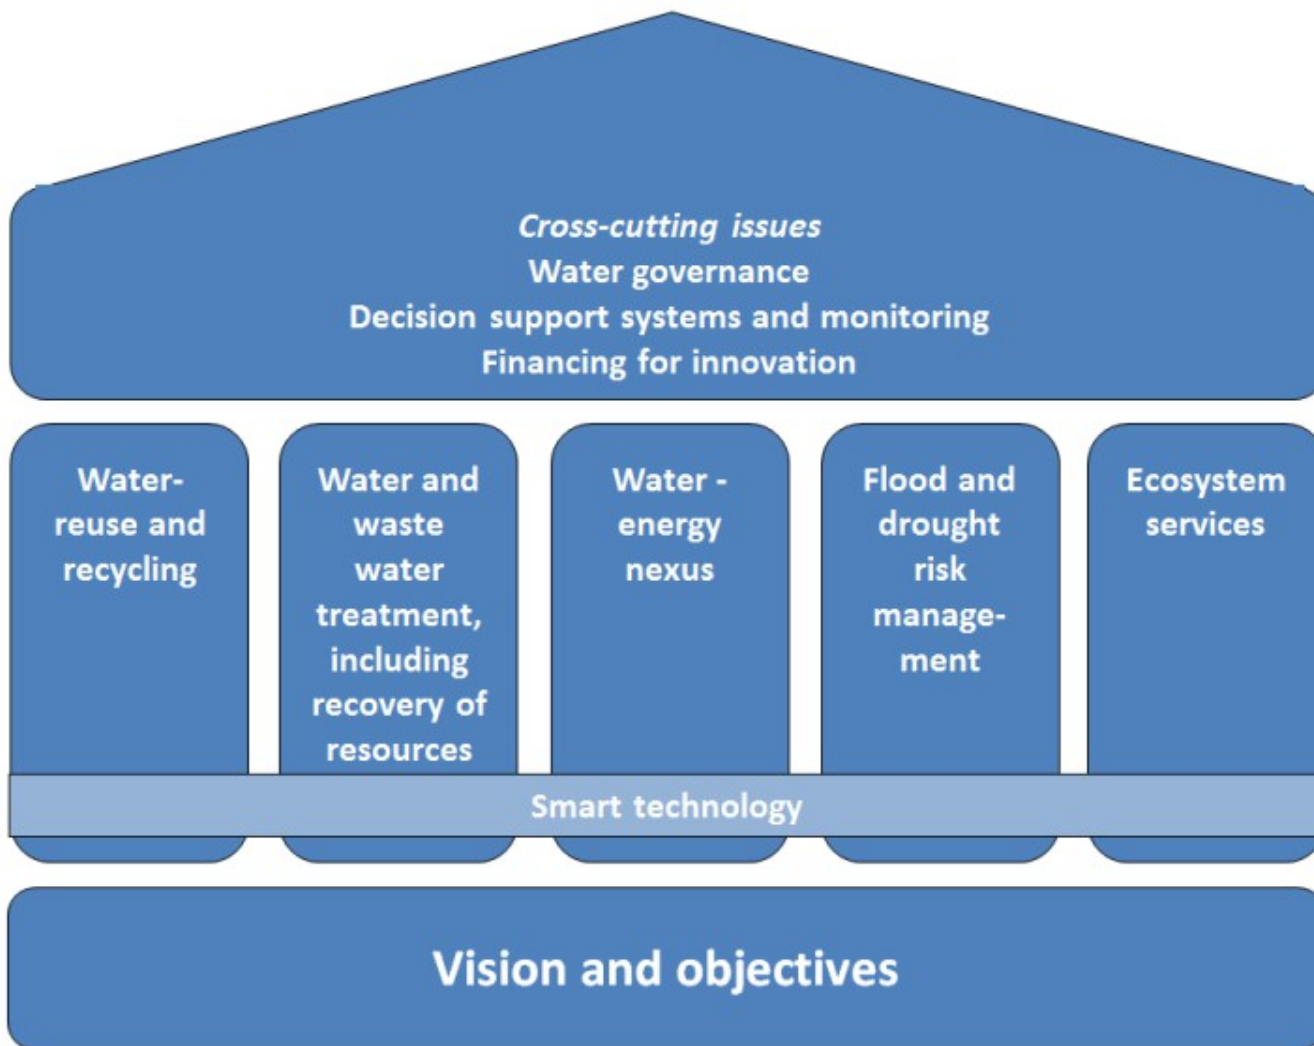 Cross-cutting issues
Water governance
Decision support systems and monitoring
Financing for innovation
Water-
reuse and
recycling
Water and
waste
water
treatment,
including
recovery of
resources
Water -
energy
nexus
Flood and
drought
risk
manage-
ment
Ecosystem
services
Smart technology
Vision and objectives